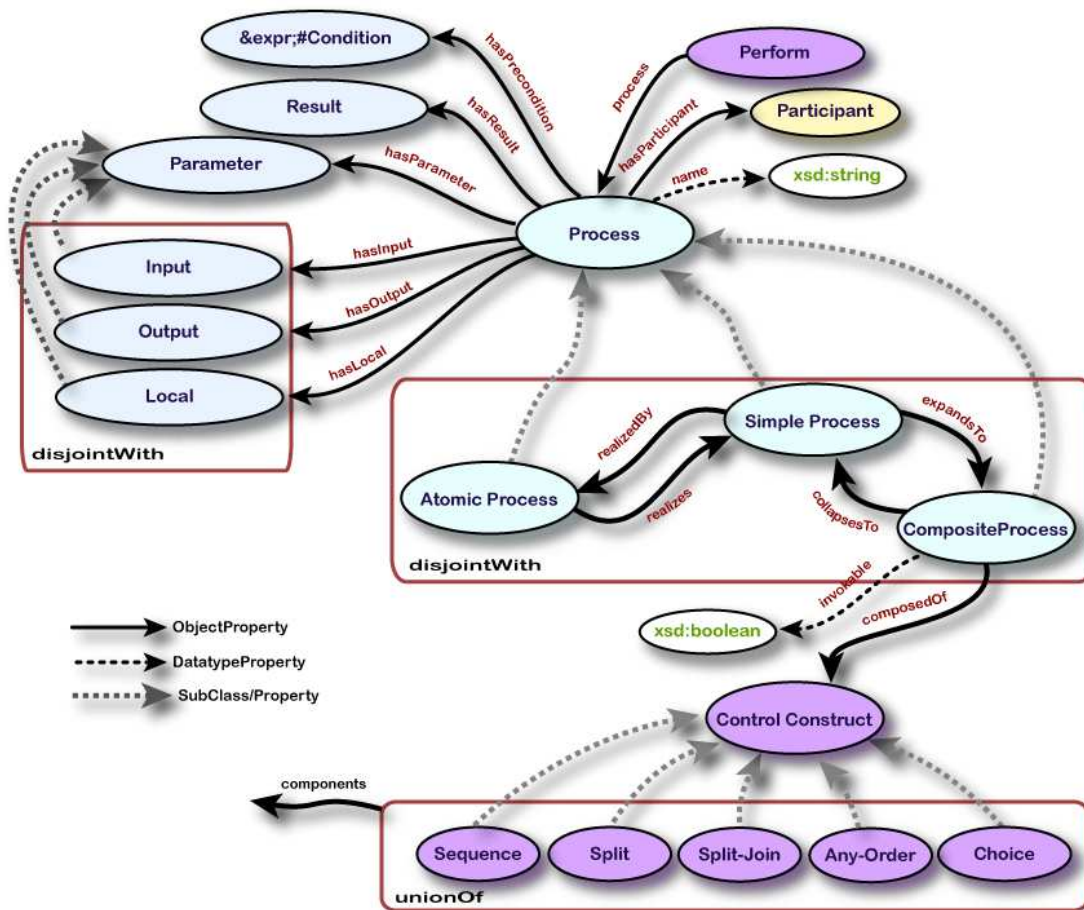 &expr;#Condition
hasPrecondition
process
Perform
Result
hasResult
hasParticipant
Participant
Parameter
hasParameter
name
xsd:string
Process
Input
hasInput
Output
hasOutput
Local
hasLocal
disjointWith
Simple Process
expandsTo
realizedBy
Atomic Process
realizes
collapsesTo
CompositeProcess
disjointWith
invokable
composedOf
xsd:boolean
ObjectProperty
DatatypeProperty
SubClass/Property
Control Construct
components
Sequence
Split
Split-Join
Any-Order
Choice
unionOf